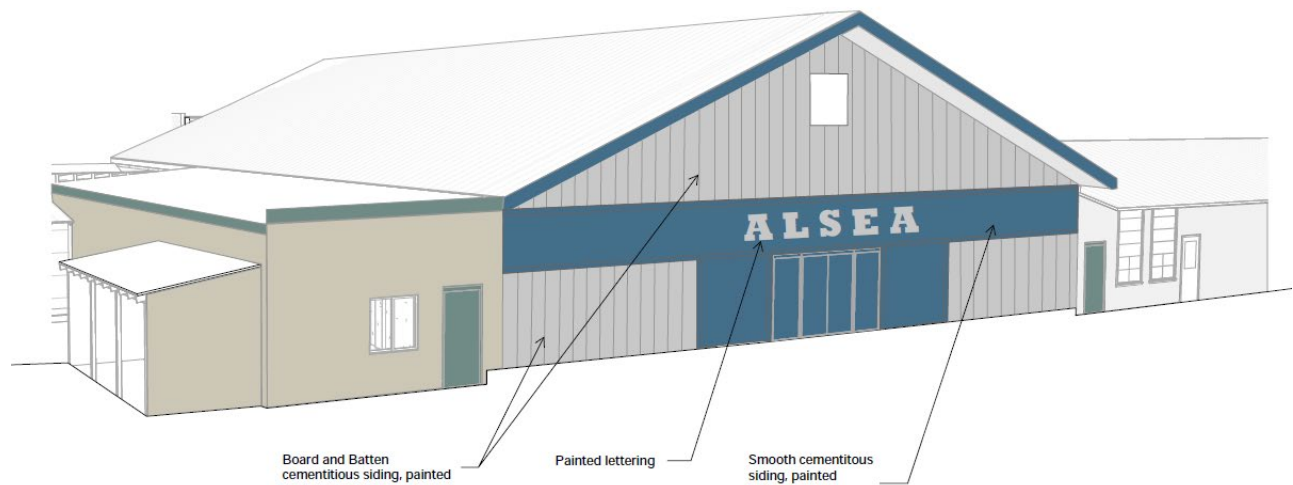 ALSEA
Board and Batten
cementitious siding, painted
Painted lettering
Smooth cementitous
siding, painted